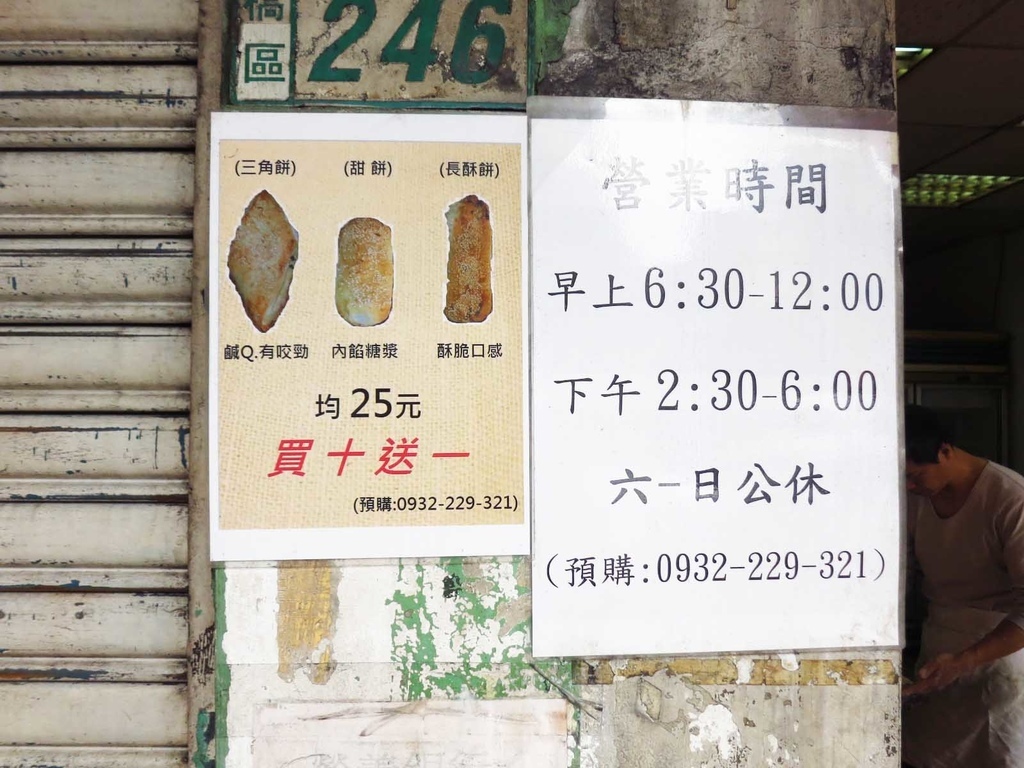 區
246
(三角餅) (甜餅) (長酥餅)
鹹Q.有咬勁 內餡糖漿 酥脆口感
均 25元
買十送一
(預購:0932-229-321)
營業時間
早上6:30-12:00
下午2:30-6:00
六-日公休
(預購:0932-229-321)